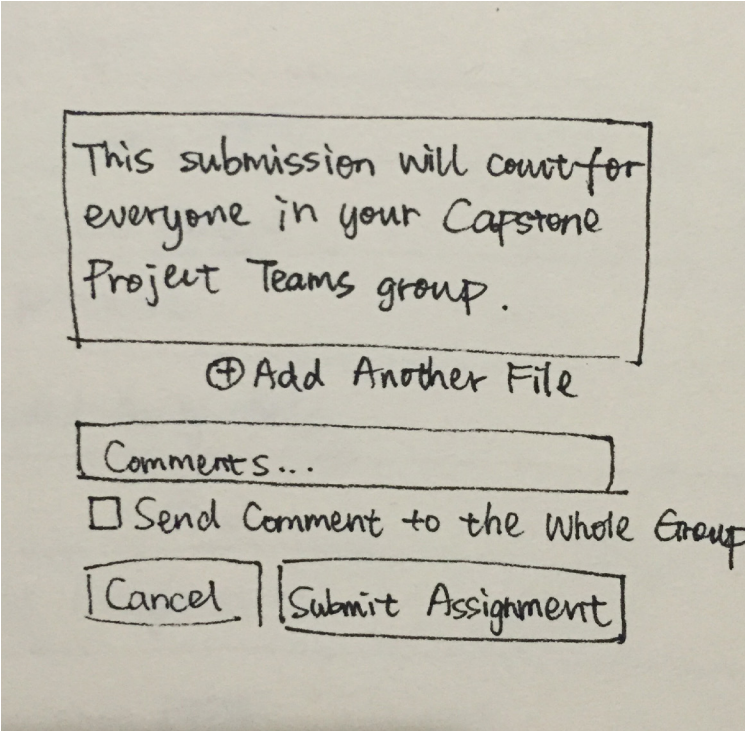 This submission will count for
everyone in your Capstone
Project Teams group.
⊕ Add Another File
Comments...
☐ Send Comment to the Whole Group
Cancel Submit Assignment